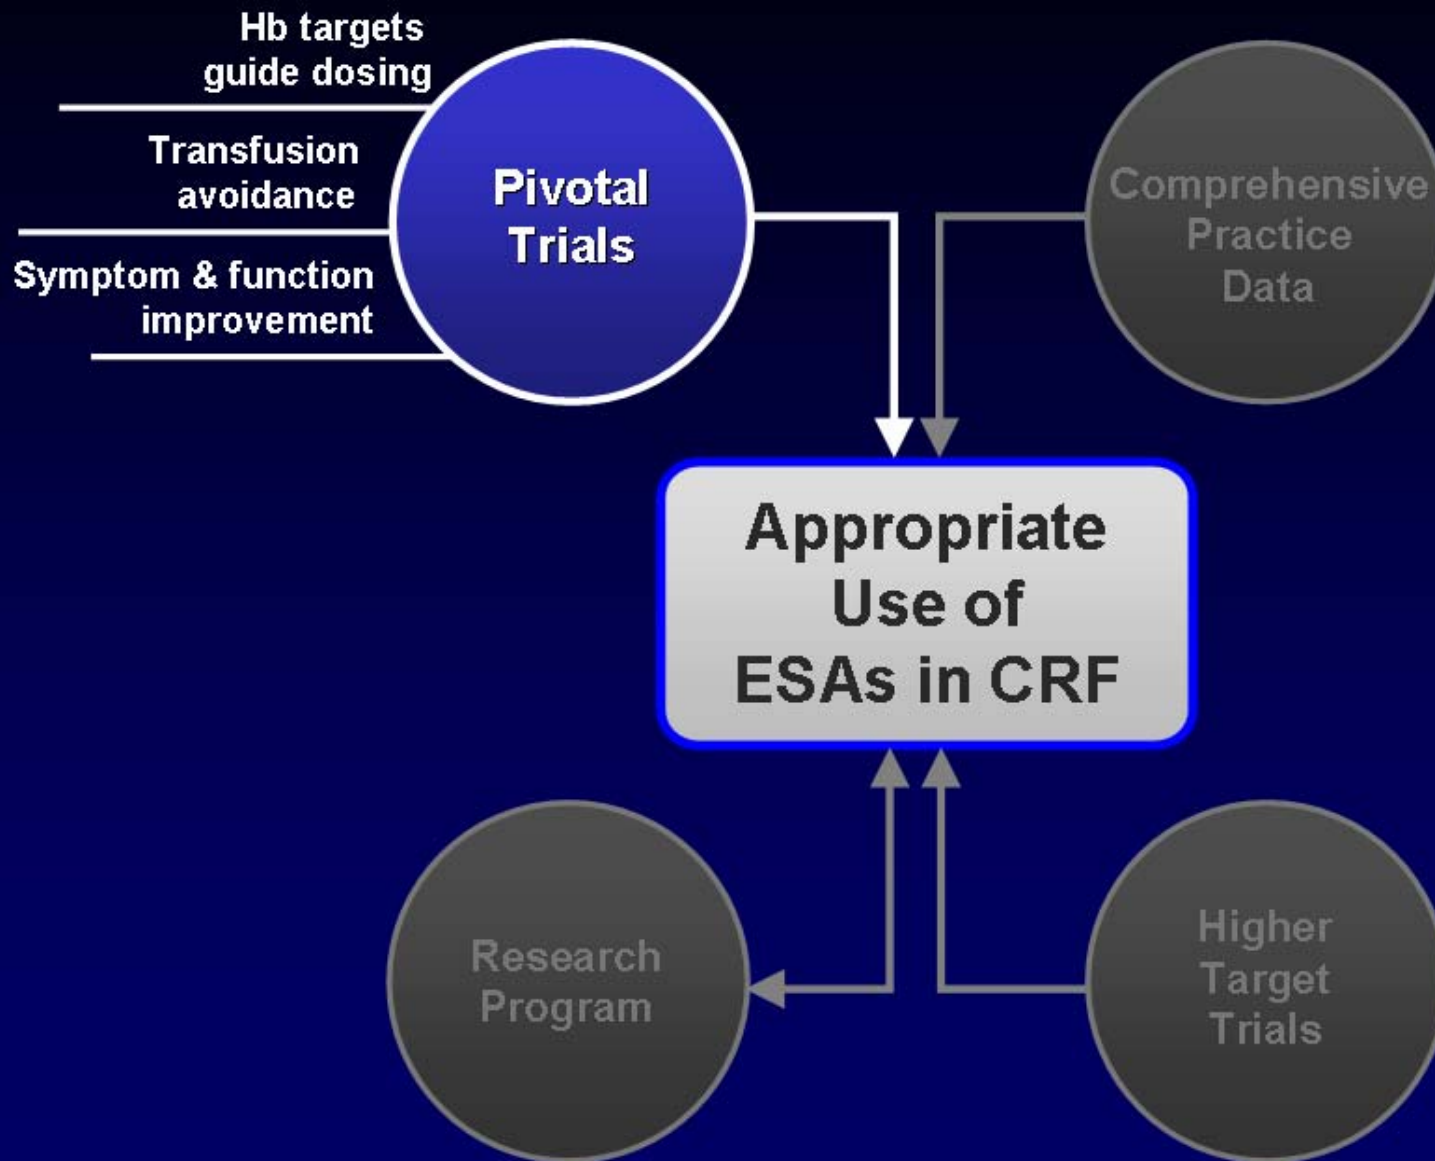 Hb targets
guide dosing
Transfusion
avoidance
Symptom & function
improvement
Pivotal
Trials
Comprehensive
Practice
Data
Appropriate
Use of
ESAs in CRF
Research
Program
Higher
Target
Trials